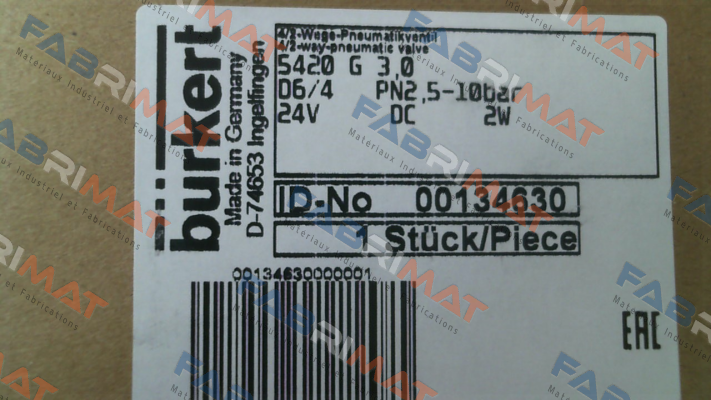 burkert
Made in Germany
D-74653 Ingelfingen
4/2-Wege-Pneumatikventil
4/2-way-pneumatic valve
5420 G 3,0
D6/4 PN2,5-10bar
24V DC 2W
ID-No 00134630
1 Stück/Piece
00134630000001
EAC
FABRIMAT
Materiaux Industriel et Fabrications